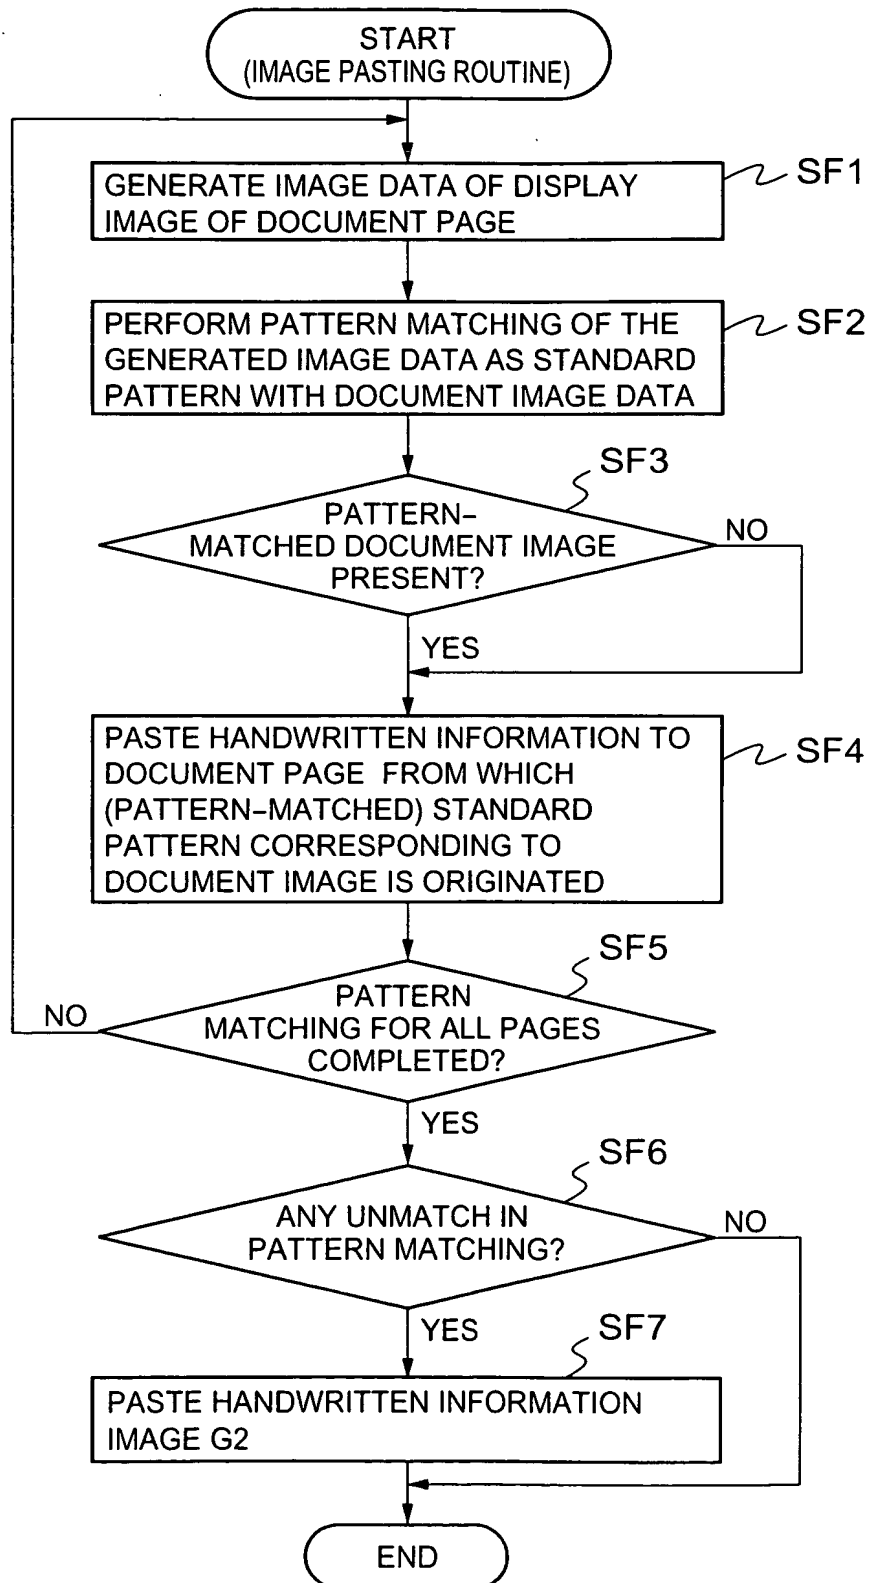 START
(IMAGE PASTING ROUTINE)
GENERATE IMAGE DATA OF DISPLAY
IMAGE OF DOCUMENT PAGE
SF1
PERFORM PATTERN MATCHING OF THE
GENERATED IMAGE DATA AS STANDARD
PATTERN WITH DOCUMENT IMAGE DATA
SF2
SF3
PATTERN-
MATCHED DOCUMENT IMAGE
PRESENT?
NO
YES
PASTE HANDWRITTEN INFORMATION TO
DOCUMENT PAGE FROM WHICH
(PATTERN-MATCHED) STANDARD
PATTERN CORRESPONDING TO
DOCUMENT IMAGE IS ORIGINATED
SF4
SF5
PATTERN
MATCHING FOR ALL PAGES
COMPLETED?
NO
YES
SF6
ANY UNMATCH IN
PATTERN MATCHING?
NO
YES
SF7
PASTE HANDWRITTEN INFORMATION
IMAGE G2
END